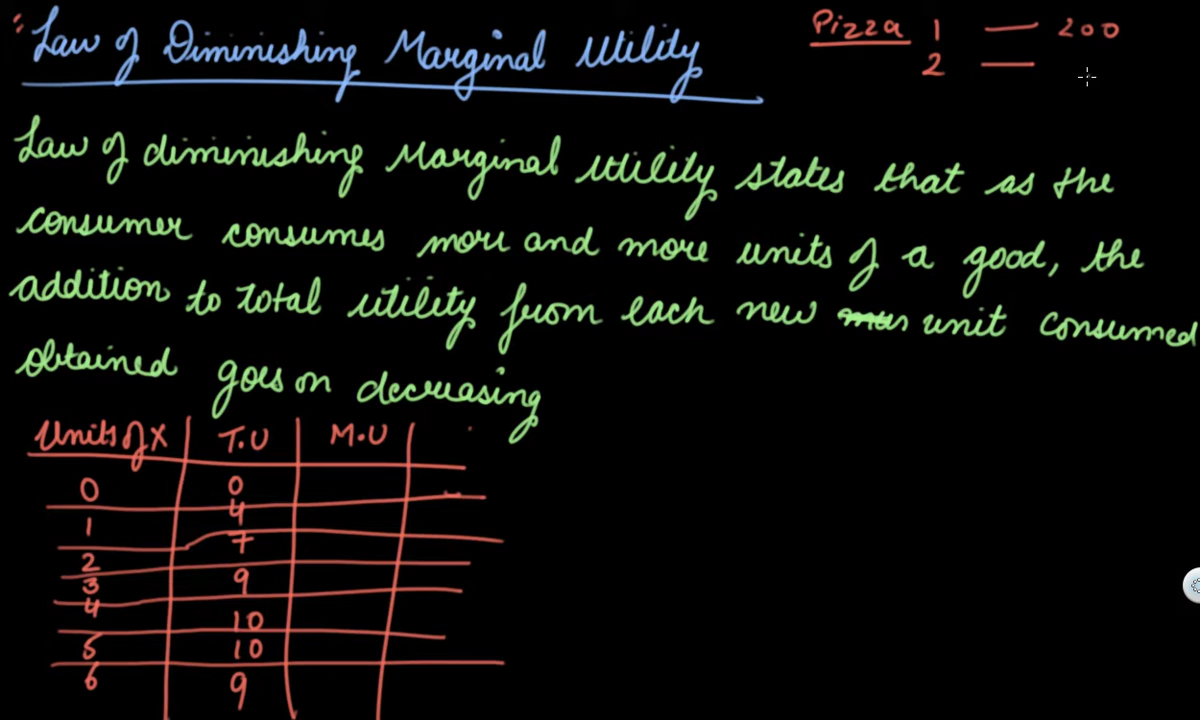 Law of Diminishing Marginal Utility
Pizza 1 — 200
2 —
Law of diminishing Marginal Utility states that as the
consumer consumes more and more units of a good, the
addition to total utility from each new unit consumed
obtained goes on decreasing
Units of X T.U M.U
0 0
1 4
2 7
3 9
4 10
5 10
6 9